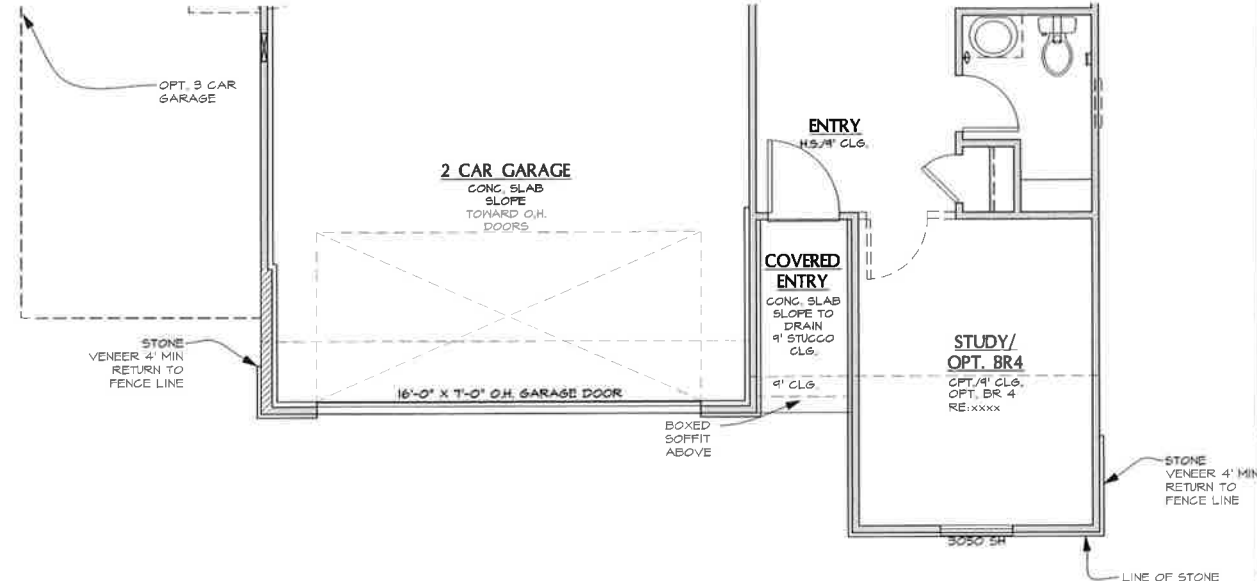 OPT. 3 CAR
GARAGE
2 CAR GARAGE
CONC. SLAB
SLOPE
TOWARD O.H.
DOORS
ENTRY
H.S./9' CLG.
COVERED
ENTRY
CONC. SLAB
SLOPE TO
DRAIN
9' STUCCO
CLG.
9' CLG.
STUDY/
OPT. BR4
CPT./9' CLG.
OPT. BR 4
RE:XXXX
STONE
VENEER 4' MIN
RETURN TO
FENCE LINE
16'-0" X 7'-0" O.H. GARAGE DOOR
BOXED
SOFFIT
ABOVE
STONE
VENEER 4' MIN
RETURN TO
FENCE LINE
3050 SH
LINE OF STONE